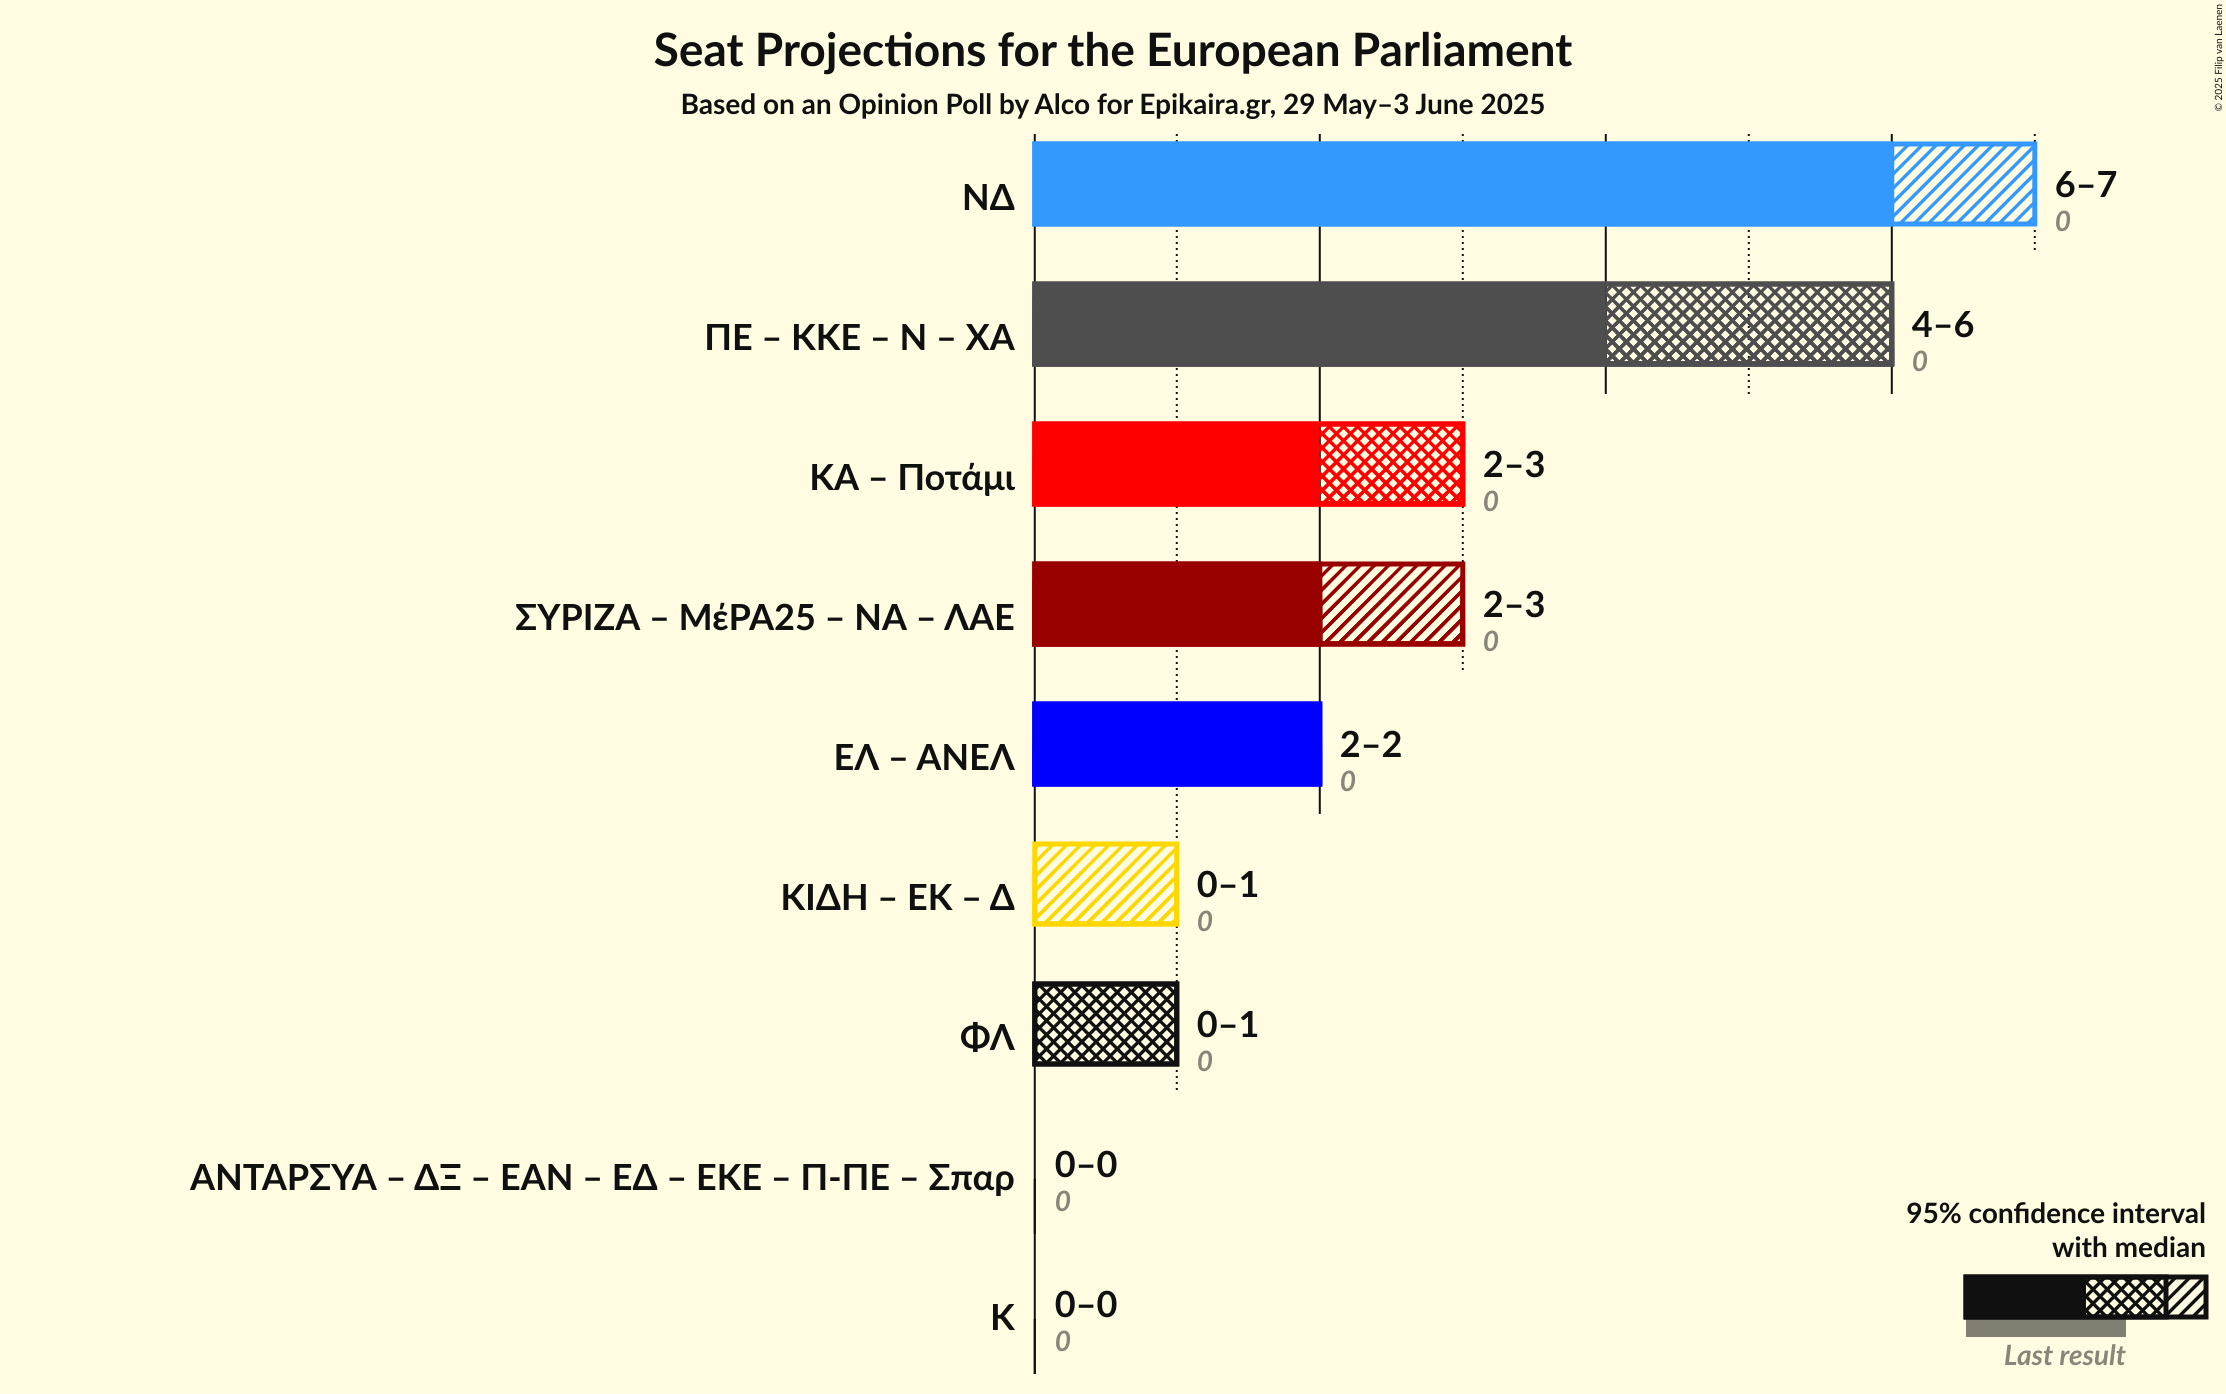 Seat Projections for the European Parliament
Based on an Opinion Poll by Alco for Epikaira.gr, 29 May–3 June 2025
© 2025 Filip van Laenen
ΝΔ
6–7
0
ΠΕ – ΚΚΕ – Ν – ΧΑ
4–6
0
ΚΑ – Ποτάμι
2–3
0
ΣΥΡΙΖΑ – ΜέΡΑ25 – ΝΑ – ΛΑΕ
2–3
0
ΕΛ – ΑΝΕΛ
2–2
0
ΚΙΔΗ – ΕΚ – Δ
0–1
0
ΦΛ
0–1
0
ΑΝΤΑΡΣΥΑ – ΔΞ – ΕΑΝ – ΕΔ – ΕΚΕ – Π-ΠΕ – Σπαρ
0–0
0
Κ
0–0
0
95% confidence interval
with median
Last result